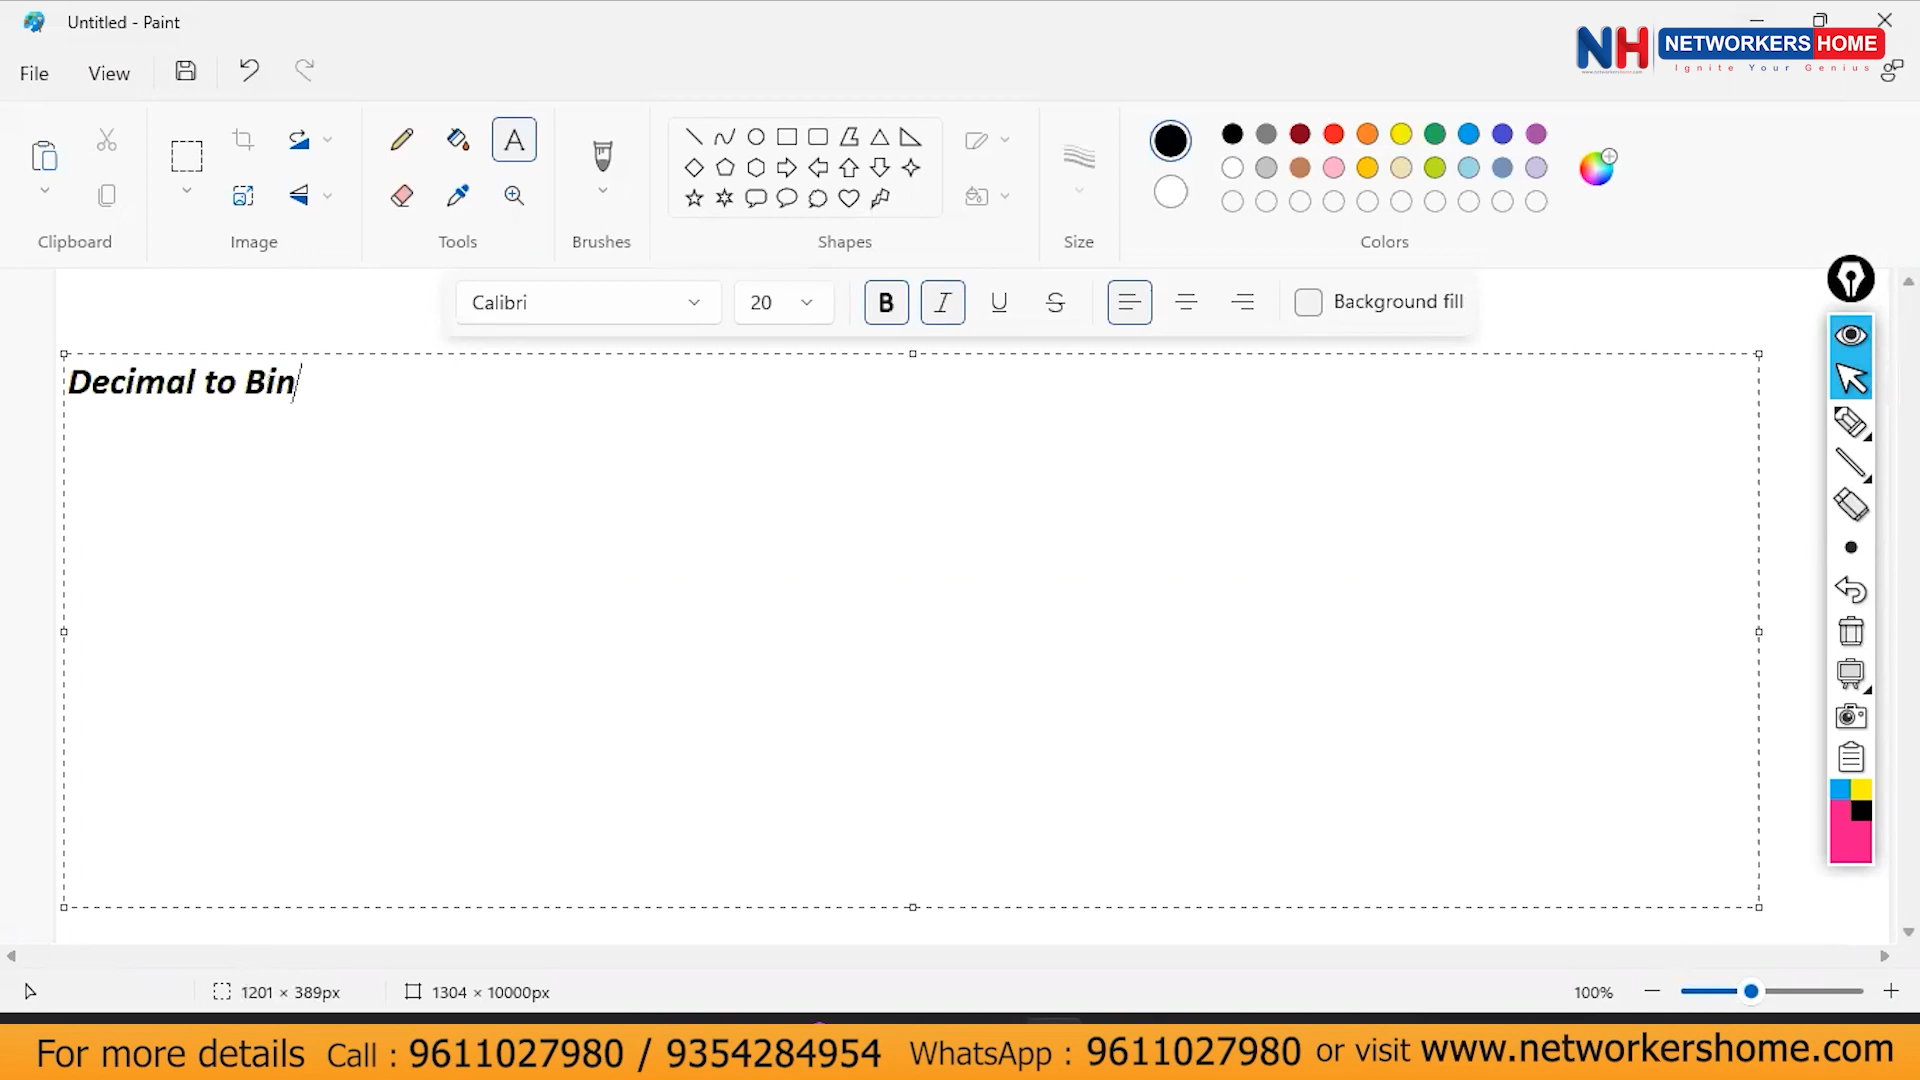 Untitled - Paint
NH NETWORKERS HOME
Ignite Your Genius
File View
A
Clipboard Image Tools Brushes Shapes Size Colors
Calibri 20 B I U S Background fill
Decimal to Bin
1201 × 389px 1304 × 10000px 100%
For more details Call : 9611027980 / 9354284954 WhatsApp : 9611027980 or visit www.networkershome.com